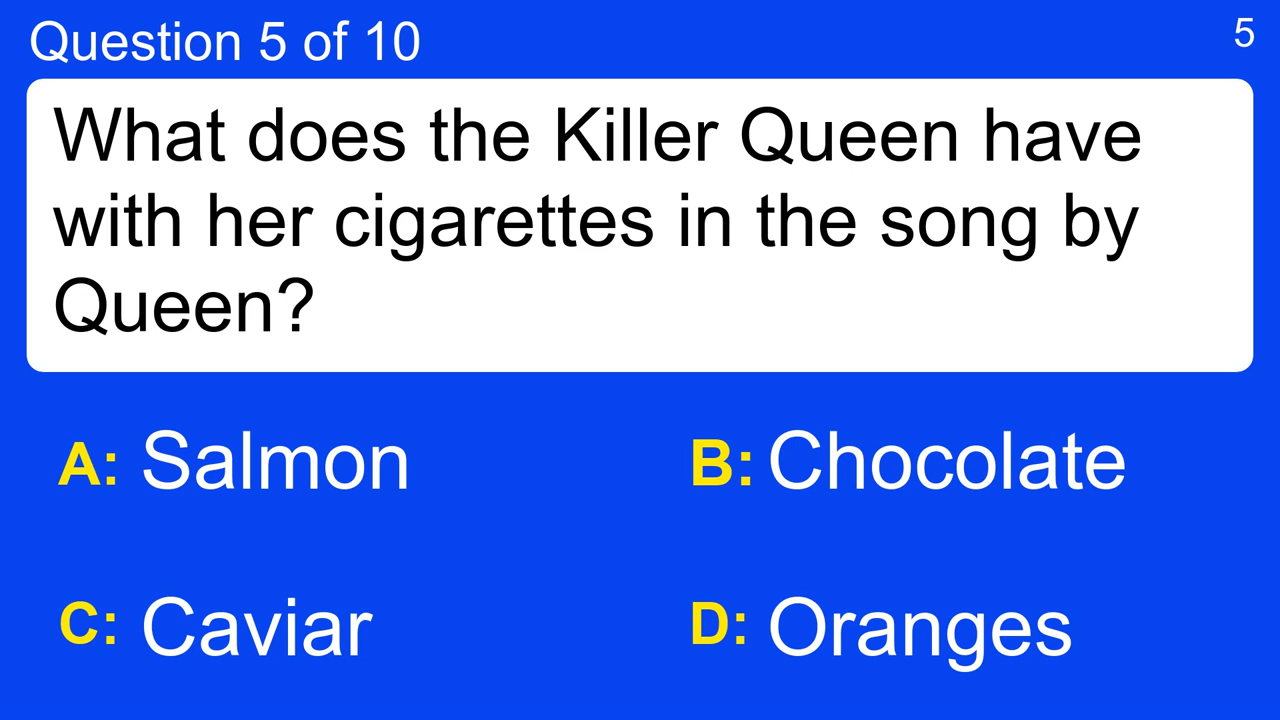 Question 5 of 10
5
What does the Killer Queen have
with her cigarettes in the song by
Queen?
A: Salmon
B: Chocolate
C: Caviar
D: Oranges